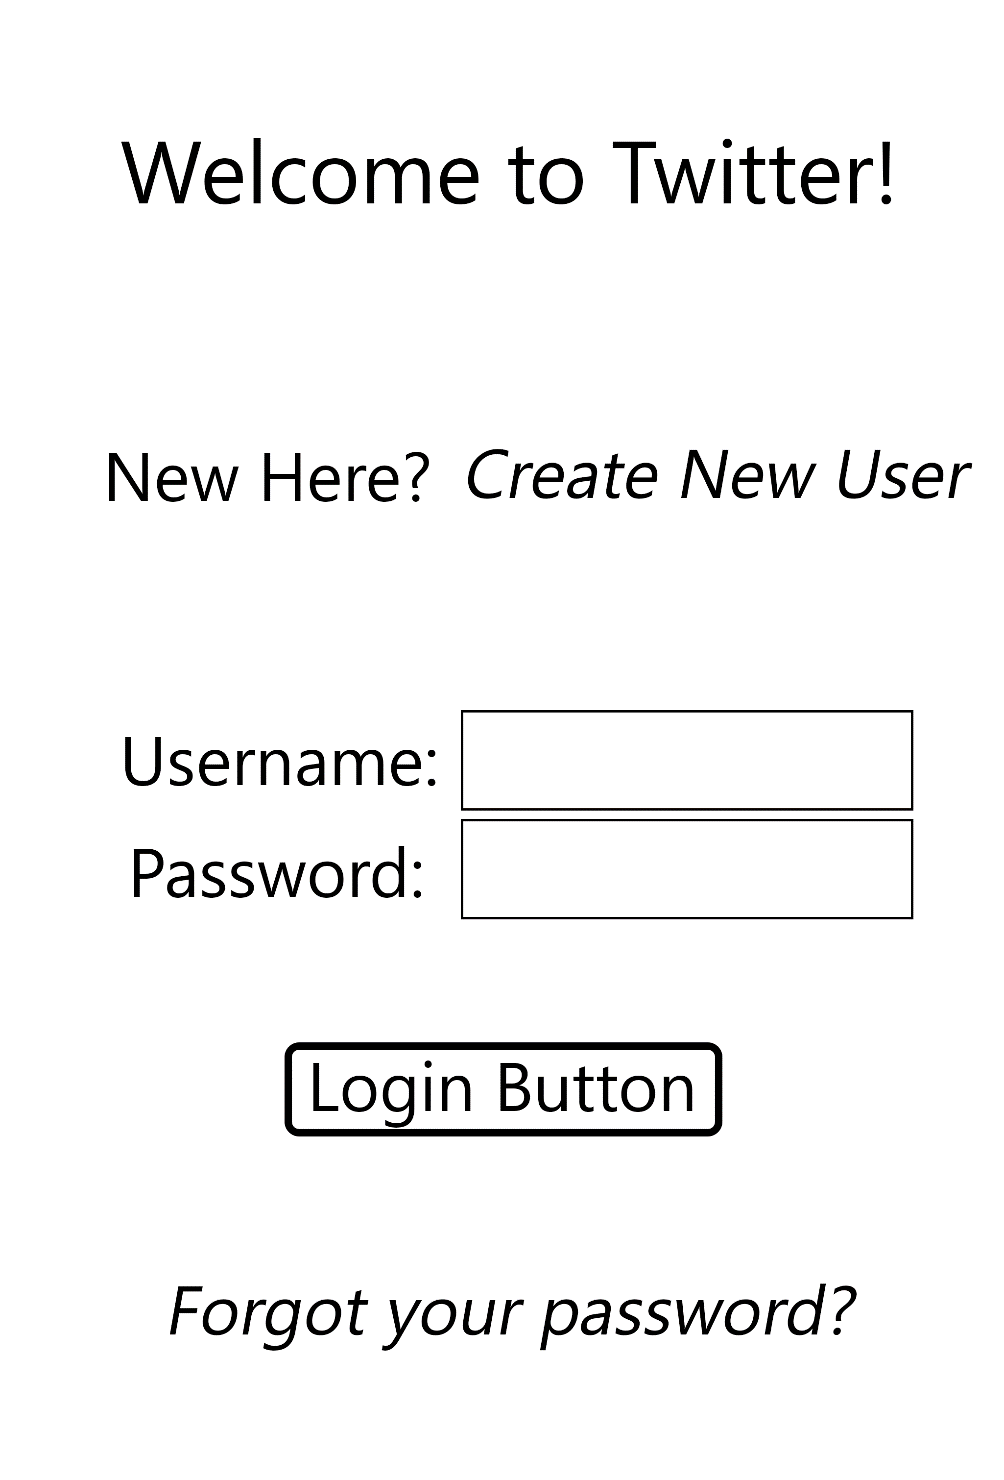 Welcome to Twitter!
New Here? Create New User
Username:
Password:
Login Button
Forgot your password?